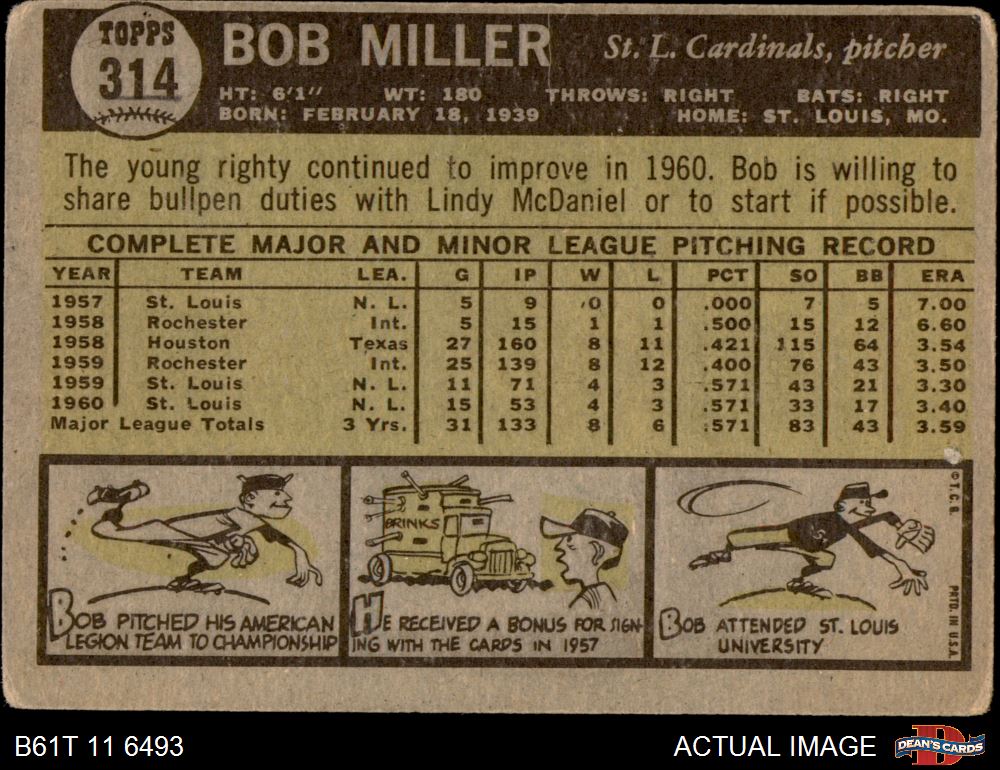 TOPPS
314
BOB MILLER St. L. Cardinals, pitcher
HT: 6'1" WT: 180 THROWS: RIGHT BATS: RIGHT
BORN: FEBRUARY 18, 1939 HOME: ST. LOUIS, MO.
The young righty continued to improve in 1960. Bob is willing to
share bullpen duties with Lindy McDaniel or to start if possible.
COMPLETE MAJOR AND MINOR LEAGUE PITCHING RECORD
YEAR TEAM LEA. G IP W L PCT SO BB ERA
1957 St. Louis N. L. 5 9 0 0 .000 7 5 7.00
1958 Rochester Int. 5 15 1 1 .500 15 12 6.60
1958 Houston Texas 27 160 8 11 .421 115 64 3.54
1959 Rochester Int. 25 139 8 12 .400 76 43 3.50
1959 St. Louis N. L. 11 71 4 3 .571 43 21 3.30
1960 St. Louis N. L. 15 53 4 3 .571 33 17 3.40
Major League Totals 3 Yrs. 31 133 8 6 .571 83 43 3.59
BOB PITCHED HIS AMERICAN
LEGION TEAM TO CHAMPIONSHIP
BRINKS
HE RECEIVED A BONUS FOR SIGN-
ING WITH THE CARDS IN 1957
BOB ATTENDED ST. LOUIS
UNIVERSITY
© T. C. G.
PRTD. IN U.S.A.
B61T 11 6493
ACTUAL IMAGE
DEAN'S CARDS